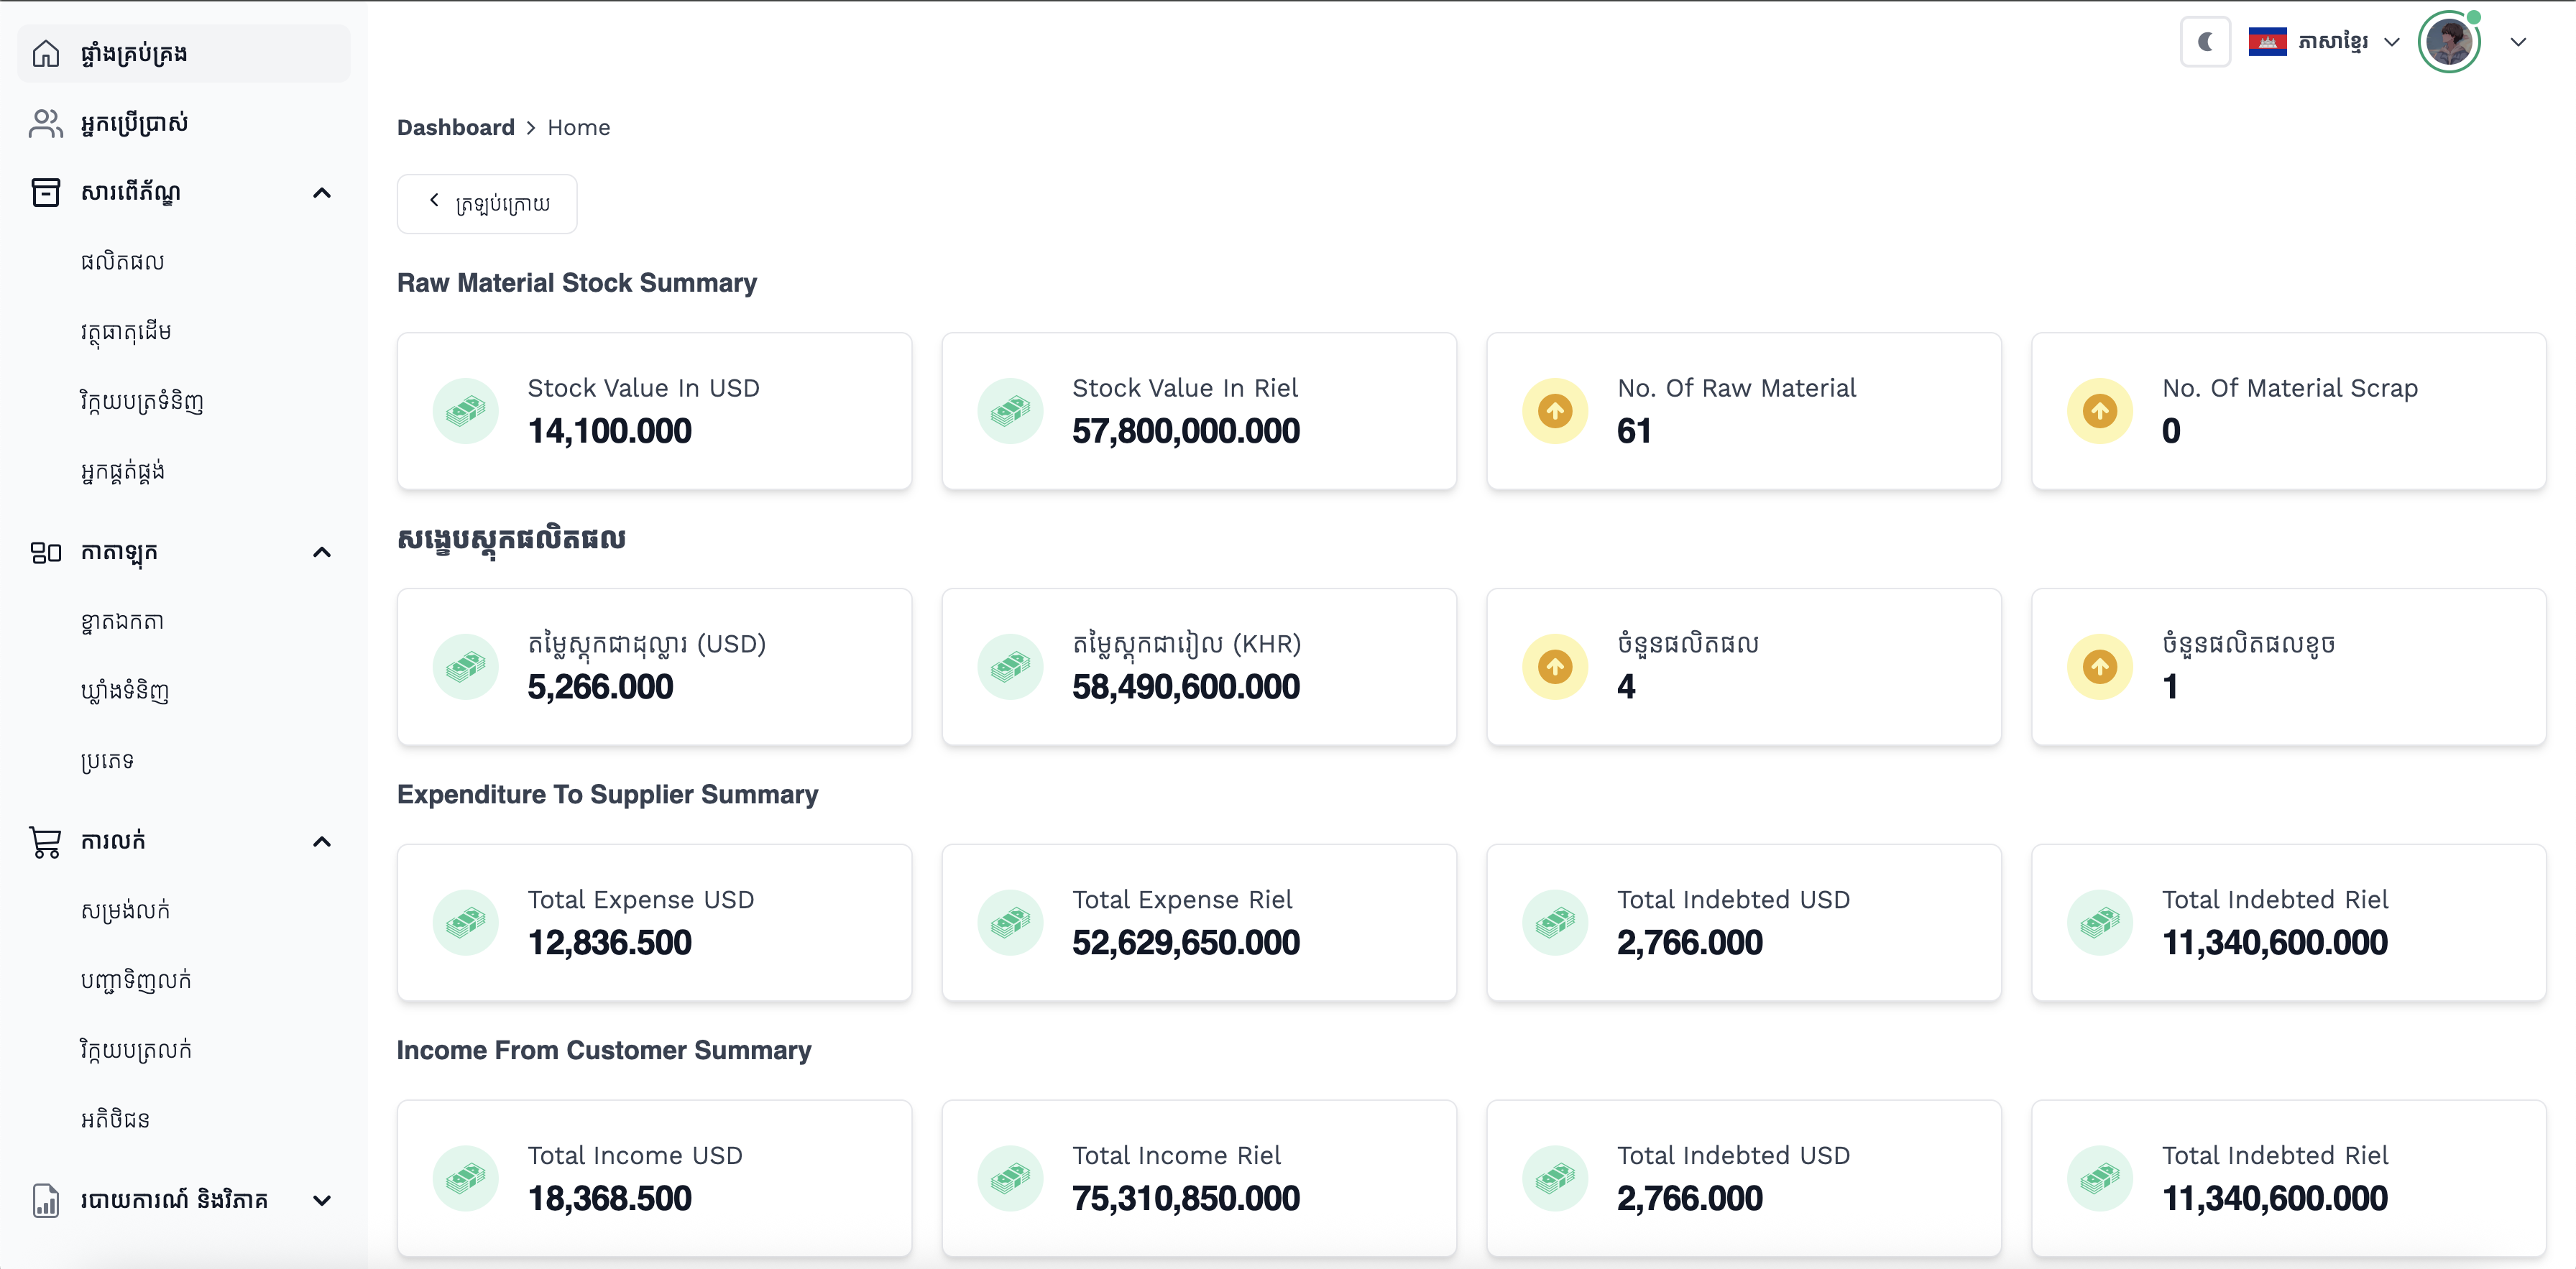 ផ្ទាំងគ្រប់គ្រង
អ្នកប្រើប្រាស់
សារពើភ័ណ្ឌ
ផលិតផល
វត្ថុធាតុដើម
វិក្កយបត្រទំនិញ
អ្នកផ្គត់ផ្គង់
កាតាឡុក
ខ្នាតឯកតា
ឃ្លាំងទំនិញ
ប្រភេទ
ការលក់
សម្រង់លក់
បញ្ជាទិញលក់
វិក្កយបត្រលក់
អតិថិជន
របាយការណ៍ និងវិភាគ
ភាសាខ្មែរ
Dashboard > Home
ត្រឡប់ក្រោយ
Raw Material Stock Summary
Stock Value In USD
14,100.000
Stock Value In Riel
57,800,000.000
No. Of Raw Material
61
No. Of Material Scrap
0
សង្ខេបស្តុកផលិតផល
តម្លៃស្តុកជាដុល្លារ (USD)
5,266.000
តម្លៃស្តុកជារៀល (KHR)
58,490,600.000
ចំនួនផលិតផល
4
ចំនួនផលិតផលខូច
1
Expenditure To Supplier Summary
Total Expense USD
12,836.500
Total Expense Riel
52,629,650.000
Total Indebted USD
2,766.000
Total Indebted Riel
11,340,600.000
Income From Customer Summary
Total Income USD
18,368.500
Total Income Riel
75,310,850.000
Total Indebted USD
2,766.000
Total Indebted Riel
11,340,600.000